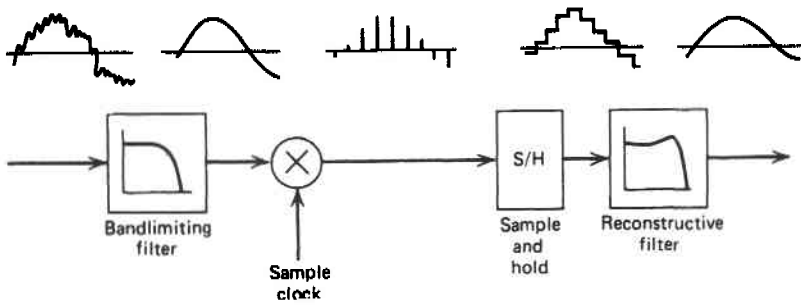 S/H
Bandlimiting
filter
Sample
clock
Sample
and
hold
Reconstructive
filter